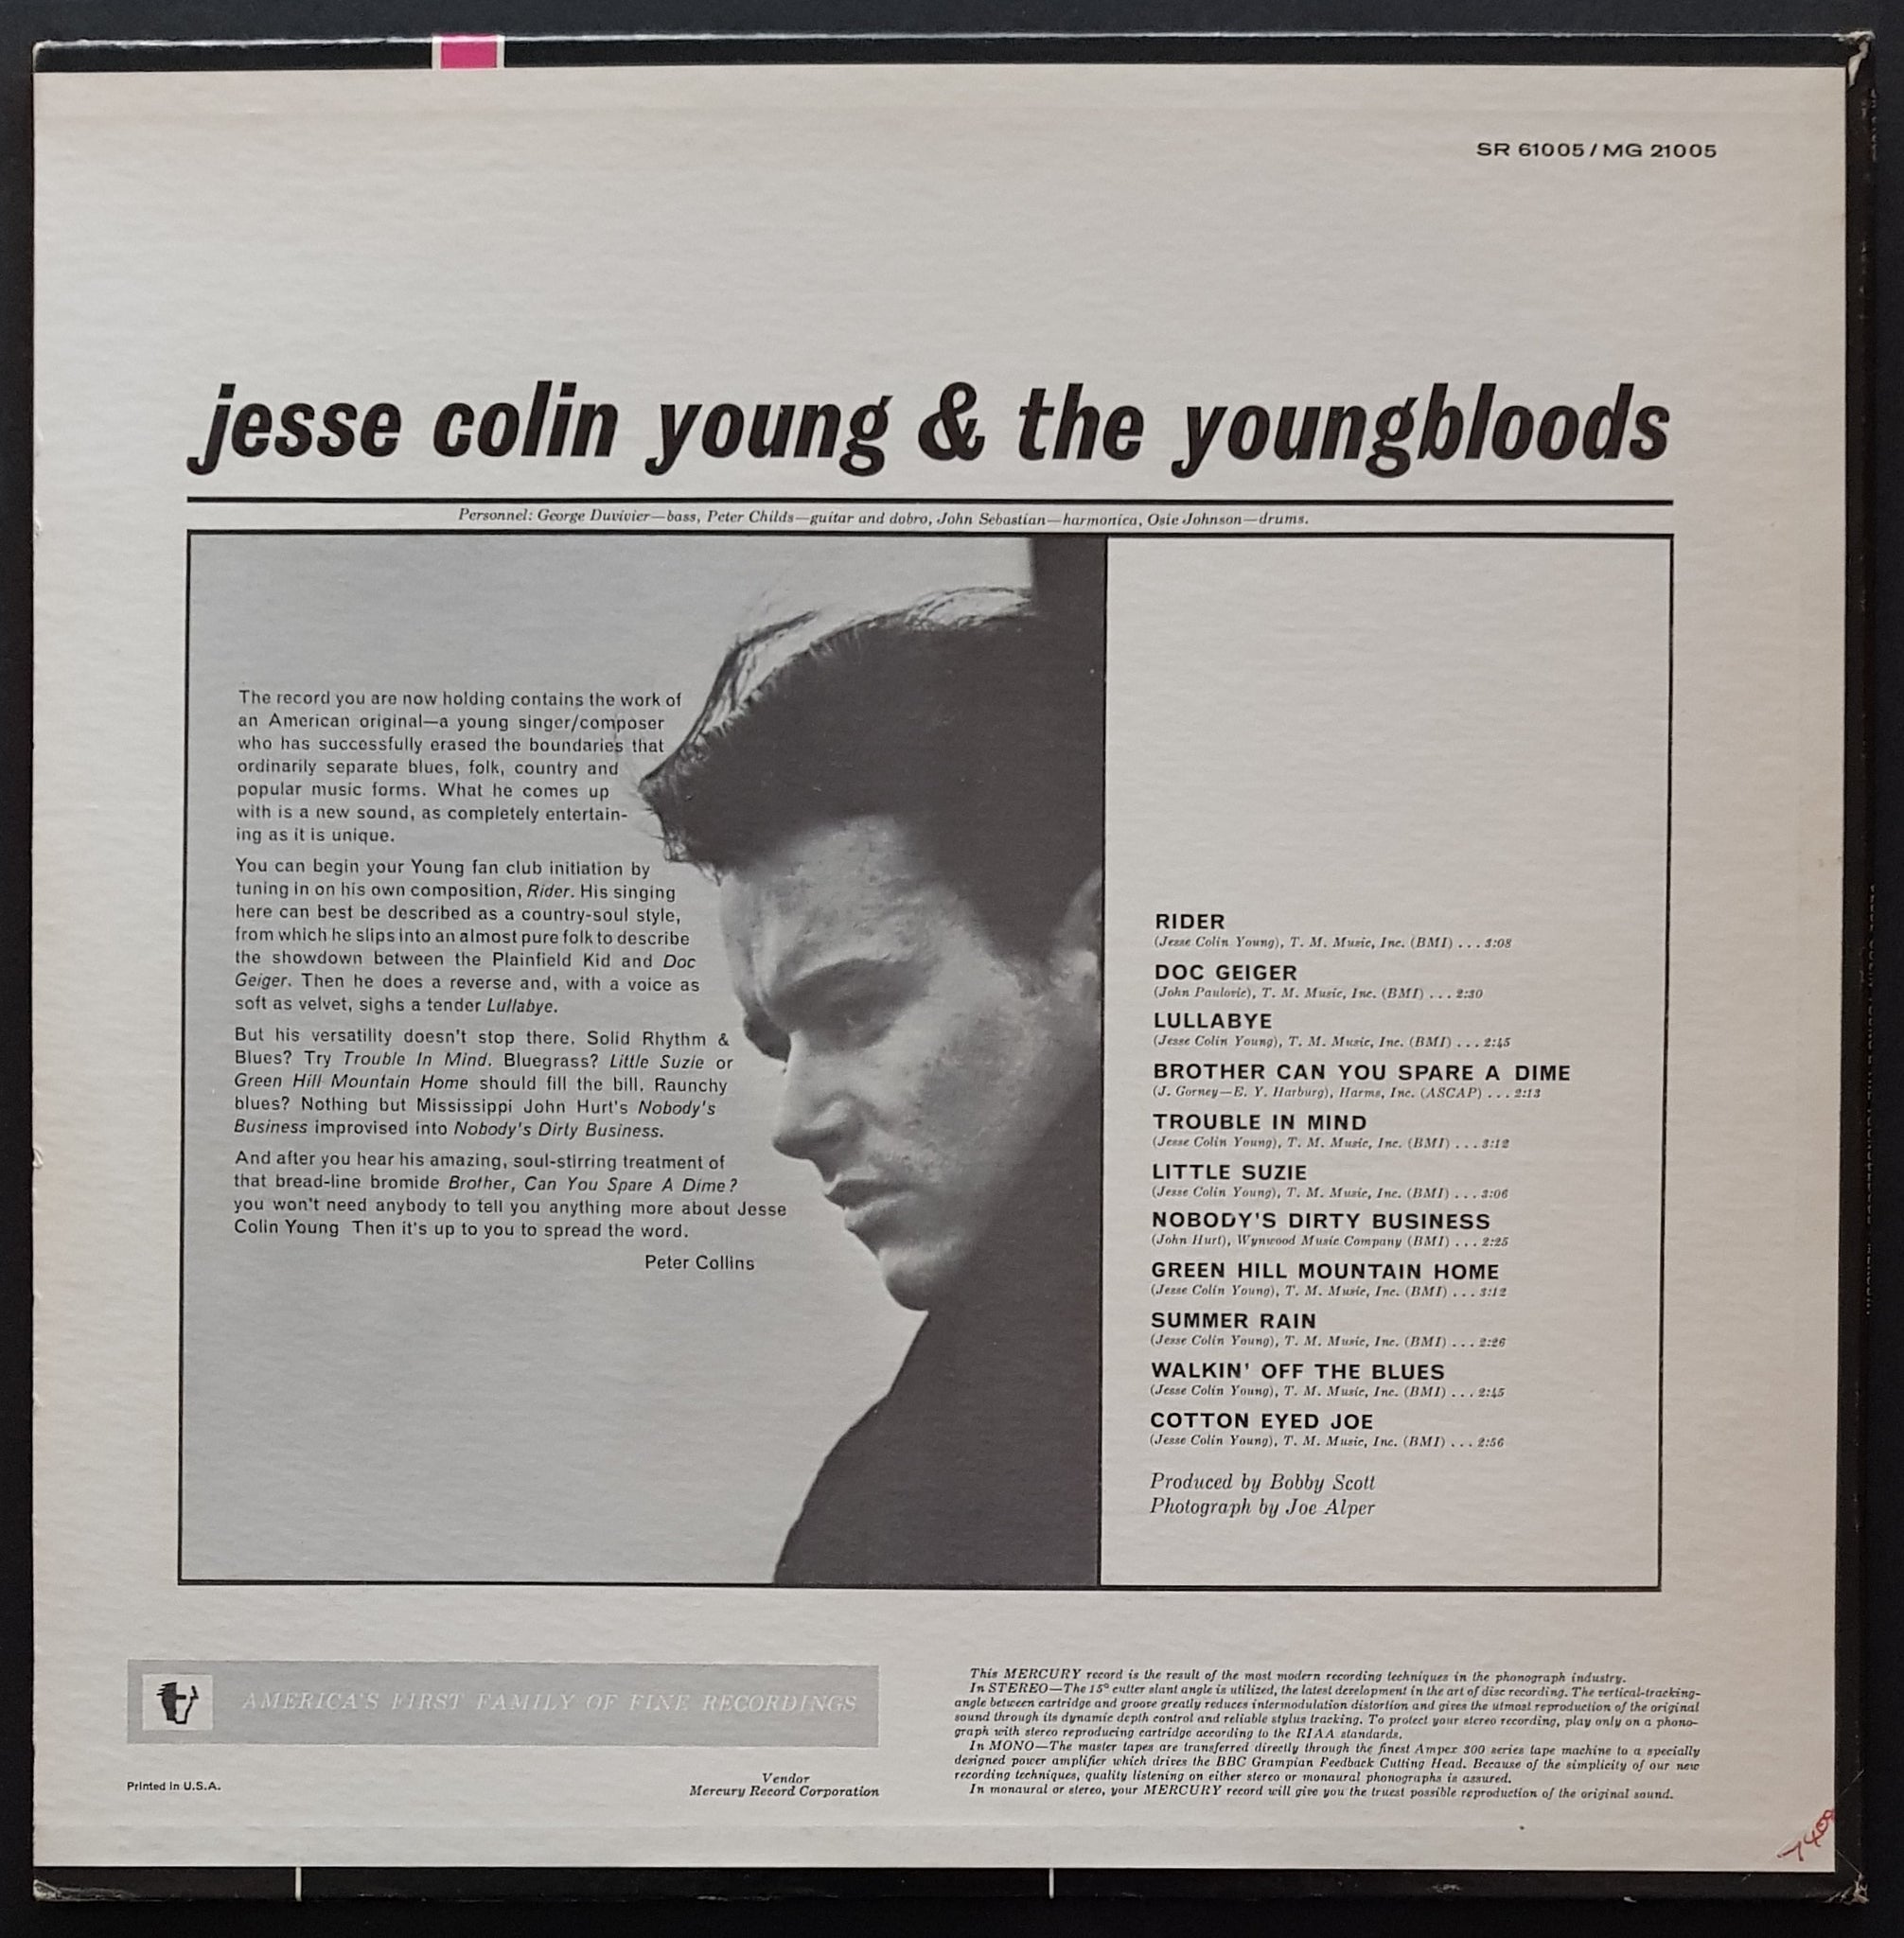 SR 61005 / MG 21005
jesse colin young & the youngbloods
Personnel: George Duvivier—bass, Peter Childs—guitar and dobro, John Sebastian—harmonica, Osie Johnson—drums.
The record you are now holding contains the work of
an American original—a young singer/composer
who has successfully erased the boundaries that
ordinarily separate blues, folk, country and
popular music forms. What he comes up
with is a new sound, as completely entertain-
ing as it is unique.
You can begin your Young fan club initiation by
tuning in on his own composition, Rider. His singing
here can best be described as a country-soul style,
from which he slips into an almost pure folk to describe
the showdown between the Plainfield Kid and Doc
Geiger. Then he does a reverse and, with a voice as
soft as velvet, sighs a tender Lullabye.
But his versatility doesn't stop there. Solid Rhythm &
Blues? Try Trouble In Mind. Bluegrass? Little Suzie or
Green Hill Mountain Home should fill the bill. Raunchy
blues? Nothing but Mississippi John Hurt's Nobody's
Business improvised into Nobody's Dirty Business.
And after you hear his amazing, soul-stirring treatment of
that bread-line bromide Brother, Can You Spare A Dime?
you won't need anybody to tell you anything more about Jesse
Colin Young Then it's up to you to spread the word.
Peter Collins
RIDER
(Jesse Colin Young), T. M. Music, Inc. (BMI) . . . 3:08
DOC GEIGER
(John Paulovic), T. M. Music, Inc. (BMI) . . . 2:30
LULLABYE
(Jesse Colin Young), T. M. Music, Inc. (BMI) . . . 2:45
BROTHER CAN YOU SPARE A DIME
(J. Gorney—E. Y. Harburg), Harms, Inc. (ASCAP) . . . 2:13
TROUBLE IN MIND
(Jesse Colin Young), T. M. Music, Inc. (BMI) . . . 3:12
LITTLE SUZIE
(Jesse Colin Young), T. M. Music, Inc. (BMI) . . . 3:06
NOBODY'S DIRTY BUSINESS
(John Hurt), Wynwood Music Company (BMI) . . . 2:25
GREEN HILL MOUNTAIN HOME
(Jesse Colin Young), T. M. Music, Inc. (BMI) . . . 3:12
SUMMER RAIN
(Jesse Colin Young), T. M. Music, Inc. (BMI) . . . 2:26
WALKIN' OFF THE BLUES
(Jesse Colin Young), T. M. Music, Inc. (BMI) . . . 2:45
COTTON EYED JOE
(Jesse Colin Young), T. M. Music, Inc. (BMI) . . . 2:56
Produced by Bobby Scott
Photograph by Joe Alper
AMERICA'S FIRST FAMILY OF FINE RECORDINGS
Printed in U.S.A.
Vendor
Mercury Record Corporation
This MERCURY record is the result of the most modern recording techniques in the phonograph industry.
In STEREO—The 15° cutter slant angle is utilized, the latest development in the art of disc recording. The vertical-tracking-
angle between cartridge and groove greatly reduces intermodulation distortion and gives the utmost reproduction of the original
sound through its dynamic depth control and reliable stylus tracking. To protect your stereo recording, play only on a phono-
graph with stereo reproducing cartridge according to the RIAA standards.
In MONO—The master tapes are transferred directly through the finest Ampex 300 series tape machine to a specially
designed power amplifier which drives the BBC Grampian Feedback Cutting Head. Because of the simplicity of our new
recording techniques, quality listening on either stereo or monaural phonographs is assured.
In monaural or stereo, your MERCURY record will give you the truest possible reproduction of the original sound.